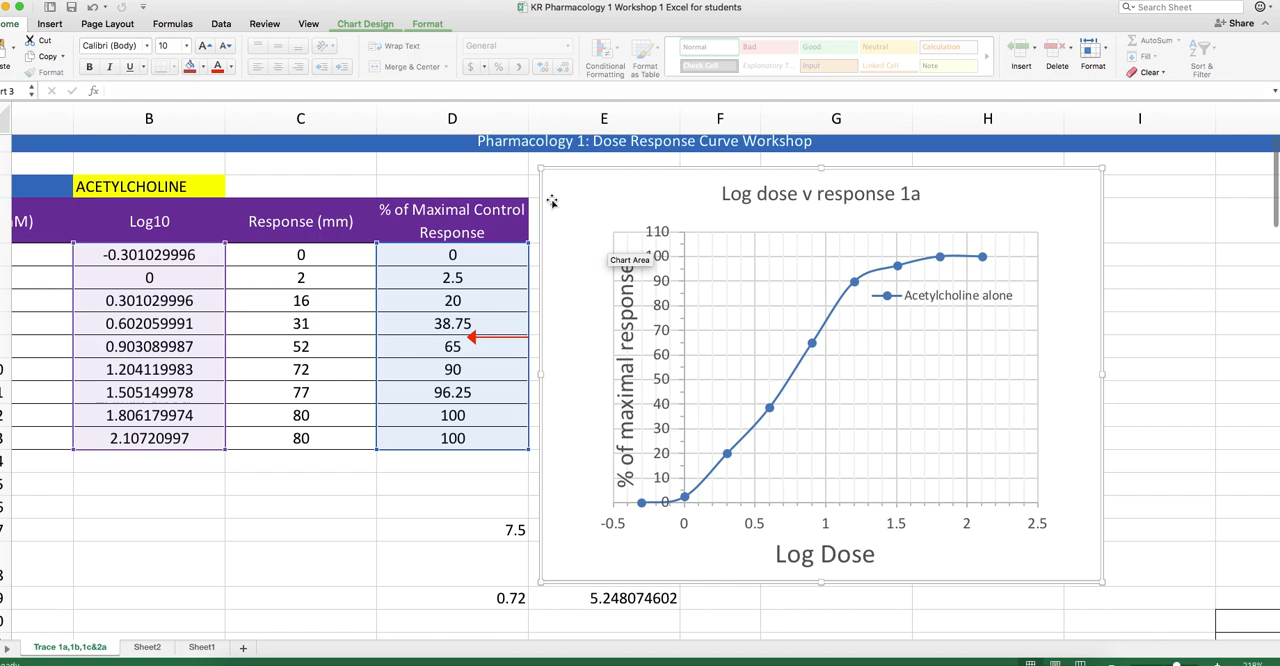 KR Pharmacology 1 Workshop 1 Excel for students
Search Sheet
ome Insert Page Layout Formulas Data Review View Chart Design Format
Share
Cut
Copy
Format
Calibri (Body) 10
Wrap Text
Merge & Center
General
Conditional
Formatting
Format
as Table
Normal Bad Good Neutral Calculation
Check Cell Explanatory T... Input Linked Cell Note
Insert Delete Format
AutoSum
Fill
Clear
Sort &
Filter
rt 3 fx
B C D E F G H I
Pharmacology 1: Dose Response Curve Workshop
ACETYLCHOLINE
M) Log10 Response (mm) % of Maximal Control
Response
-0.301029996 0 0
0 2 2.5
0.301029996 16 20
0.602059991 31 38.75
0.903089987 52 65
1.204119983 72 90
1.505149978 77 96.25
1.806179974 80 100
2.10720997 80 100
7.5
0.72 5.248074602
Log dose v response 1a
% of maximal response
110
100
90
80
70
60
50
40
30
20
10
0
Chart Area
Acetylcholine alone
-0.5 0 0.5 1 1.5 2 2.5
Log Dose
Trace 1a,1b,1c&2a Sheet2 Sheet1 +